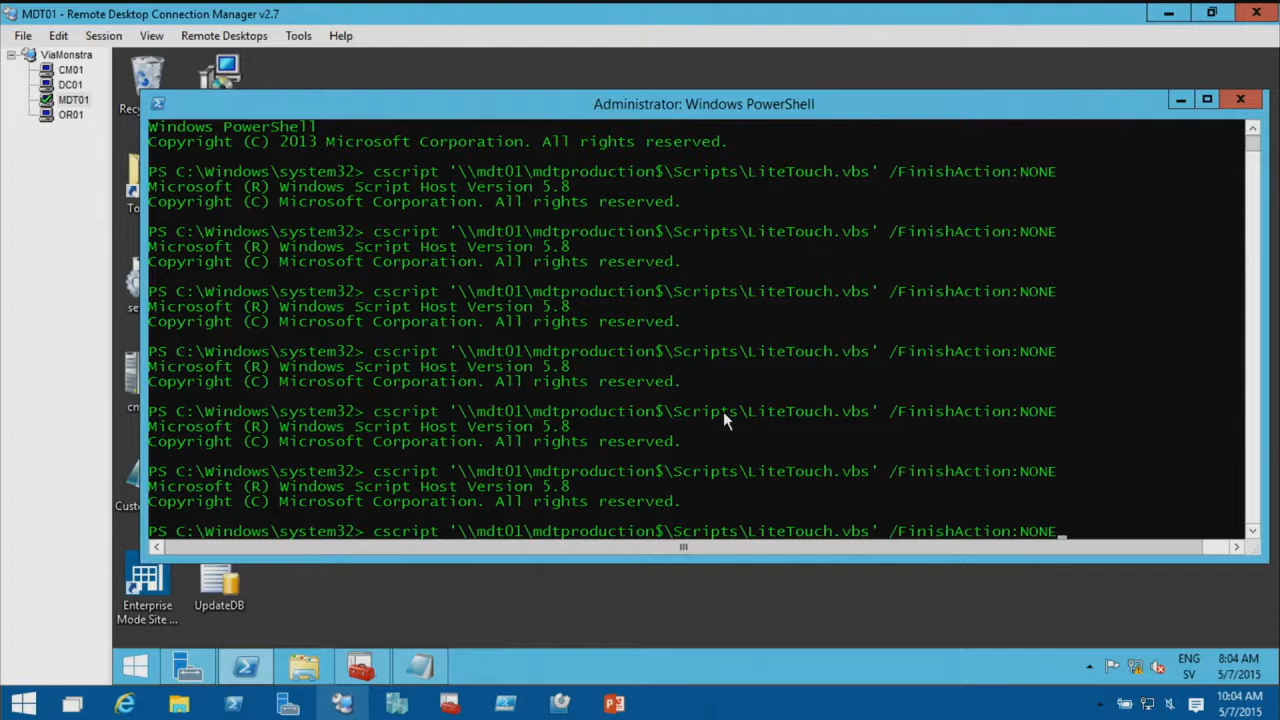 MDT01 - Remote Desktop Connection Manager v2.7
File Edit Session View Remote Desktops Tools Help
ViaMonstra
CM01
DC01
MDT01
OR01
Administrator: Windows PowerShell
Windows PowerShell
Copyright (C) 2013 Microsoft Corporation. All rights reserved.
PS C:\Windows\system32> cscript '\\mdt01\mdtproduction$\Scripts\LiteTouch.vbs' /FinishAction:NONE
Microsoft (R) Windows Script Host Version 5.8
Copyright (C) Microsoft Corporation. All rights reserved.
PS C:\Windows\system32> cscript '\\mdt01\mdtproduction$\Scripts\LiteTouch.vbs' /FinishAction:NONE
Microsoft (R) Windows Script Host Version 5.8
Copyright (C) Microsoft Corporation. All rights reserved.
PS C:\Windows\system32> cscript '\\mdt01\mdtproduction$\Scripts\LiteTouch.vbs' /FinishAction:NONE
Microsoft (R) Windows Script Host Version 5.8
Copyright (C) Microsoft Corporation. All rights reserved.
PS C:\Windows\system32> cscript '\\mdt01\mdtproduction$\Scripts\LiteTouch.vbs' /FinishAction:NONE
Microsoft (R) Windows Script Host Version 5.8
Copyright (C) Microsoft Corporation. All rights reserved.
PS C:\Windows\system32> cscript '\\mdt01\mdtproduction$\Scripts\LiteTouch.vbs' /FinishAction:NONE
Microsoft (R) Windows Script Host Version 5.8
Copyright (C) Microsoft Corporation. All rights reserved.
PS C:\Windows\system32> cscript '\\mdt01\mdtproduction$\Scripts\LiteTouch.vbs' /FinishAction:NONE
Microsoft (R) Windows Script Host Version 5.8
Copyright (C) Microsoft Corporation. All rights reserved.
PS C:\Windows\system32> cscript '\\mdt01\mdtproduction$\Scripts\LiteTouch.vbs' /FinishAction:NONE
Recy
To
se
cm
Custo
Enterprise
Mode Site ...
UpdateDB
ENG
SV
8:04 AM
5/7/2015
10:04 AM
5/7/2015